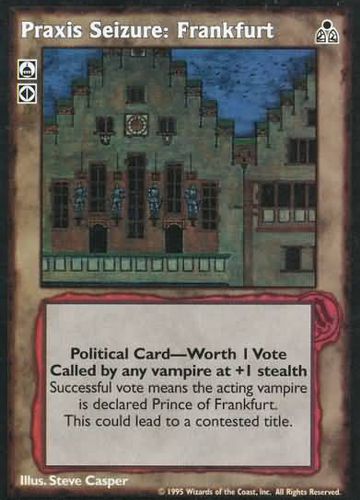 Praxis Seizure: Frankfurt
Political Card—Worth 1 Vote
Called by any vampire at +1 stealth
Successful vote means the acting vampire
is declared Prince of Frankfurt.
This could lead to a contested title.
Illus. Steve Casper
© 1995 Wizards of the Coast, Inc. All Rights Reserved.